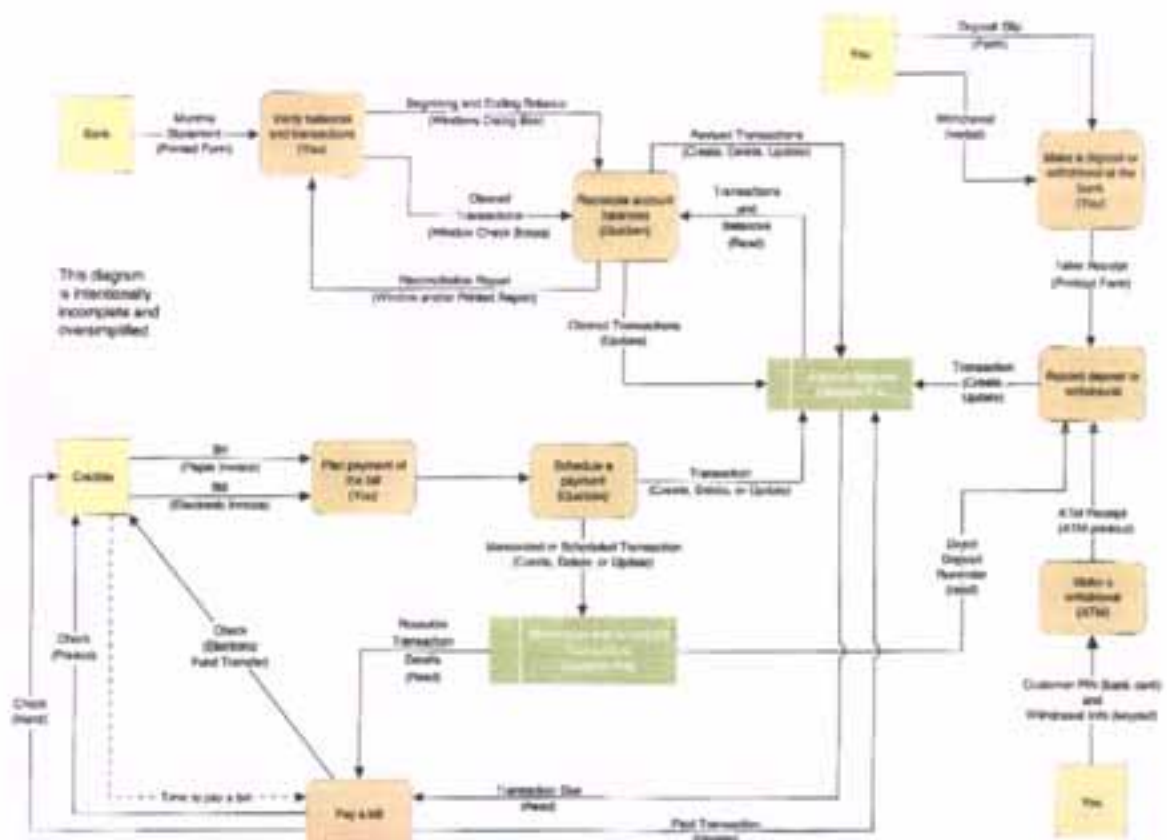 Deposit Slip
(Form)
You
Withdrawal
(verbal)
Bank
Monthly
Statement
(Printed Form)
Verify balances
and transactions
(You)
Beginning and Ending Balance
(Windows Dialog Box)
Cleared
Transactions
(Window Check Boxes)
Reconcile account
balances
(Quicken)
Revised Transactions
(Create, Delete, Update)
Transactions
and
Balances
(Read)
Make a deposit or
withdrawal at the
bank
(You)
Reconciliation Report
(Window and/or Printed Report)
This diagram
is intentionally
incomplete and
oversimplified
Cleared Transactions
(Update)
Teller Receipt
(Printout Form)
Transaction
(Create
Update)
Record deposit or
withdrawal
Creditor
Bill
(Paper Invoice)
Bill
(Electronic Invoice)
Plan payment of
the bill
(You)
Schedule a
payment
(Quicken)
Transaction
(Create, Delete, or Update)
Memorized or Scheduled Transaction
(Create, Delete or Update)
ATM Receipt
(ATM printout)
Direct
Deposit
Reminder
(read)
Make a
withdrawal
(ATM)
Transaction
Details
(Read)
Check
(Electronic
Fund Transfer)
Check
(Printout)
Check
(Hand)
Customer PIN (bank card)
and
Withdrawal info (keypad)
You
Time to pay a bill
Pay a bill
Transaction
(Read)
Paid Transaction